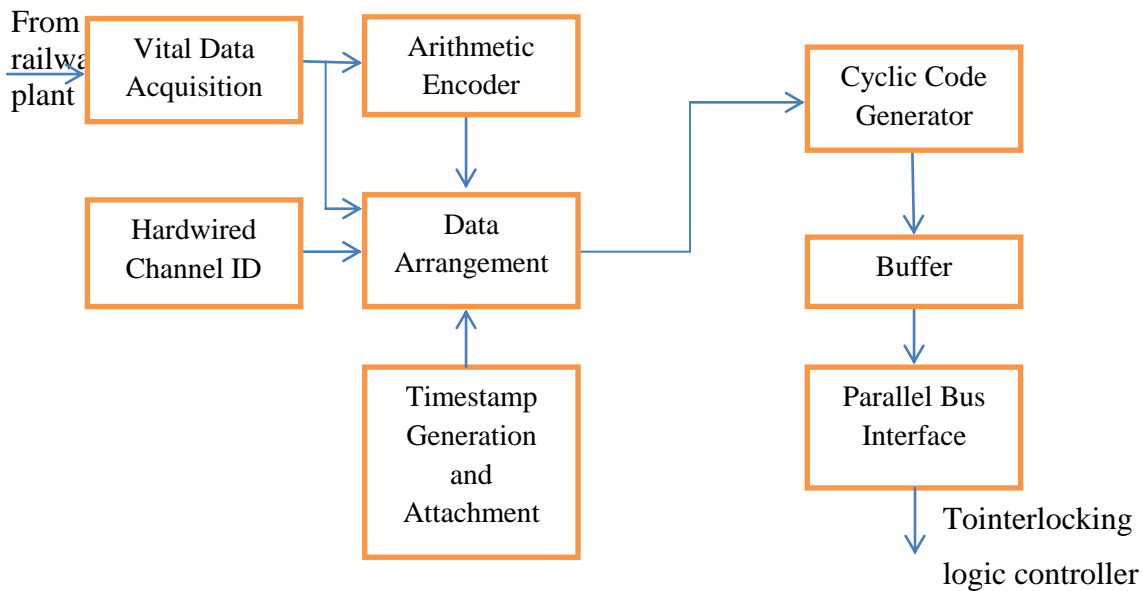 From
railwa
plant
Vital Data
Acquisition
Arithmetic
Encoder
Cyclic Code
Generator
Hardwired
Channel ID
Data
Arrangement
Buffer
Timestamp
Generation
and
Attachment
Parallel Bus
Interface
Tointerlocking
logic controller